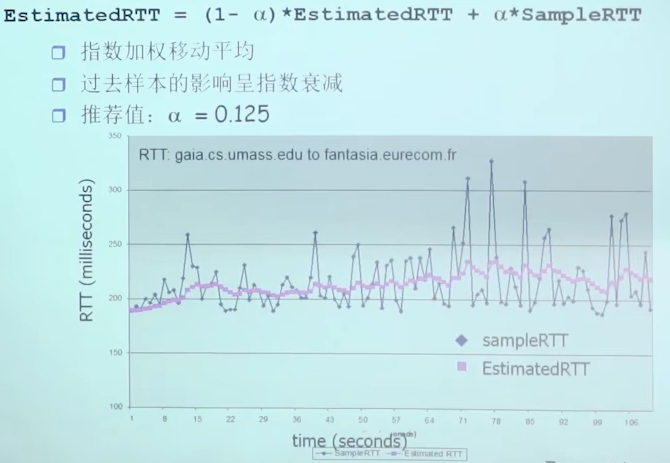 EstimatedRTT = (1- α)*EstimatedRTT + α*SampleRTT
指数加权移动平均
过去样本的影响呈指数衰减
推荐值：α = 0.125
RTT: gaia.cs.umass.edu to fantasia.eurecom.fr
RTT (milliseconds)
350
300
250
200
150
100
sampleRTT
EstimatedRTT
1 8 15 22 29 36 43 50 57 64 71 78 85 92 99 106
time (seconds)
SampleRTT Estimated RTT